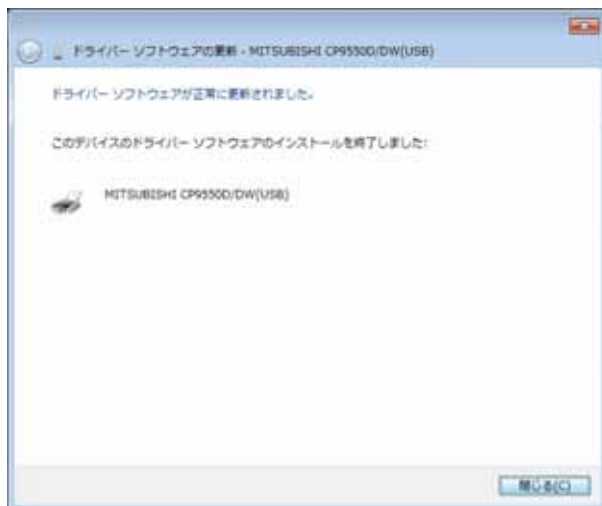 ドライバー ソフトウェアの更新 - MITSUBISHI CP9550D/DW(USB)
ドライバー ソフトウェアが正常に更新されました。
このデバイスのドライバー ソフトウェアのインストールを終了しました:
MITSUBISHI CP9550D/DW(USB)
閉じる(C)